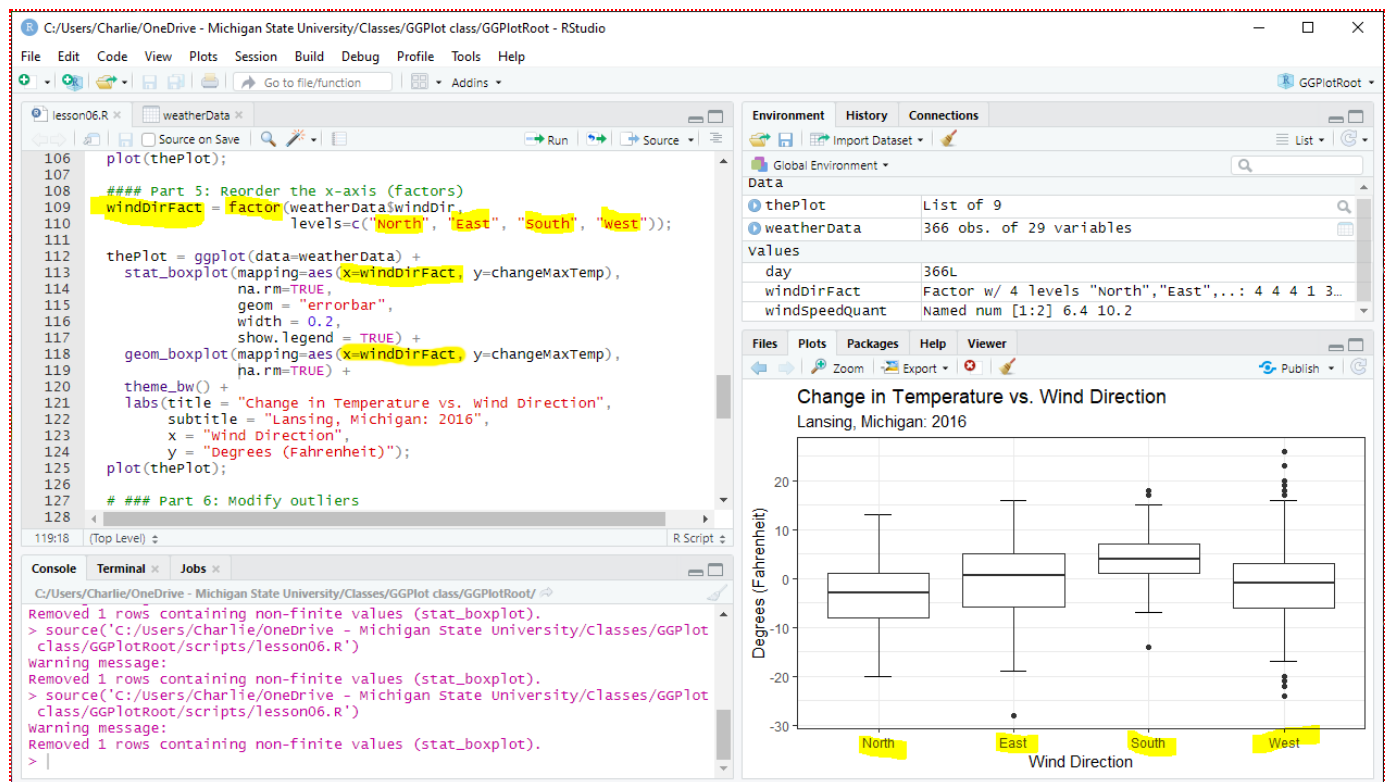 C:/Users/Charlie/OneDrive - Michigan State University/Classes/GGPlot class/GGPlotRoot - RStudio
File Edit Code View Plots Session Build Debug Profile Tools Help
Go to file/function Addins GGPlotRoot
lesson06.R weatherData
Source on Save Run Source
106 plot(thePlot);
107
108 #### Part 5: Reorder the x-axis (factors)
109 windDirFact = factor(weatherData$windDir,
110 levels=c("North", "East", "South", "West"));
111
112 thePlot = ggplot(data=weatherData) +
113 stat_boxplot(mapping=aes(x=windDirFact, y=changeMaxTemp),
114 na.rm=TRUE,
115 geom = "errorbar",
116 width = 0.2,
117 show.legend = TRUE) +
118 geom_boxplot(mapping=aes(x=windDirFact, y=changeMaxTemp),
119 na.rm=TRUE) +
120 theme_bw() +
121 labs(title = "Change in Temperature vs. Wind Direction",
122 subtitle = "Lansing, Michigan: 2016",
123 x = "Wind Direction",
124 y = "Degrees (Fahrenheit)");
125 plot(thePlot);
126
127 # ### Part 6: Modify outliers
128
119:18 (Top Level) R Script
Console Terminal Jobs
C:/Users/Charlie/OneDrive - Michigan State University/Classes/GGPlot class/GGPlotRoot/
Removed 1 rows containing non-finite values (stat_boxplot).
> source('C:/Users/Charlie/OneDrive - Michigan State University/Classes/GGPlot
class/GGPlotRoot/scripts/lesson06.R')
Warning message:
Removed 1 rows containing non-finite values (stat_boxplot).
> source('C:/Users/Charlie/OneDrive - Michigan State University/Classes/GGPlot
class/GGPlotRoot/scripts/lesson06.R')
Warning message:
Removed 1 rows containing non-finite values (stat_boxplot).
>
Environment History Connections
Import Dataset List
Global Environment
Data
thePlot List of 9
weatherData 366 obs. of 29 variables
Values
day 366L
windDirFact Factor w/ 4 levels "North","East",..: 4 4 4 1 3…
windSpeedQuant Named num [1:2] 6.4 10.2
Files Plots Packages Help Viewer
Zoom Export Publish
Change in Temperature vs. Wind Direction
Lansing, Michigan: 2016
Degrees (Fahrenheit)
20
10
0
-10
-20
-30
North East South West
Wind Direction